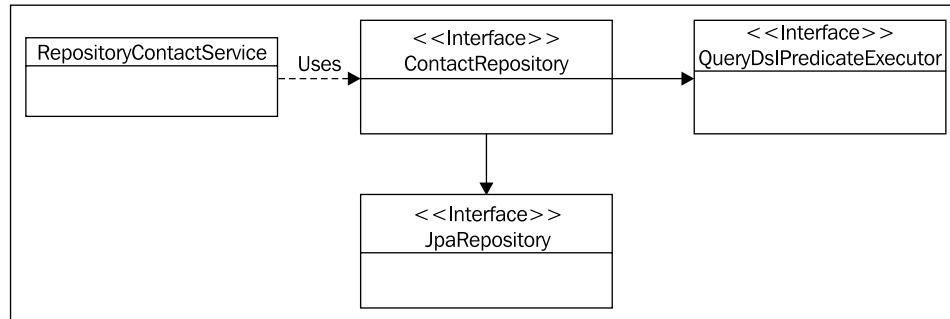 RepositoryContactService
Uses
<<Interface>>
ContactRepository
<<Interface>>
QueryDslPredicateExecutor
<<Interface>>
JpaRepository